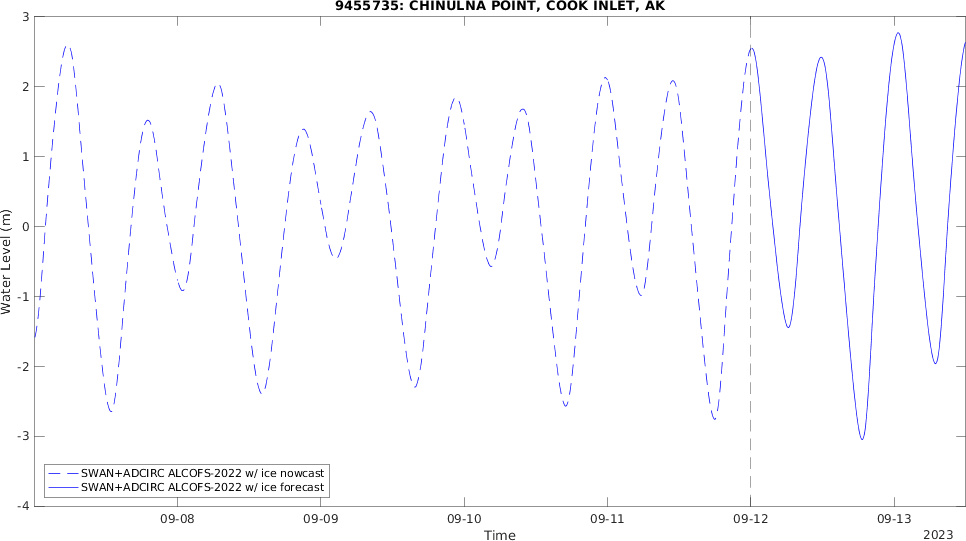 9455735: CHINULNA POINT, COOK INLET, AK
3
2
1
0
-1
-2
-3
-4
Water Level (m)
SWAN+ADCIRC ALCOFS-2022 w/ ice nowcast
SWAN+ADCIRC ALCOFS-2022 w/ ice forecast
09-08 09-09 09-10 09-11 09-12 09-13
Time
2023